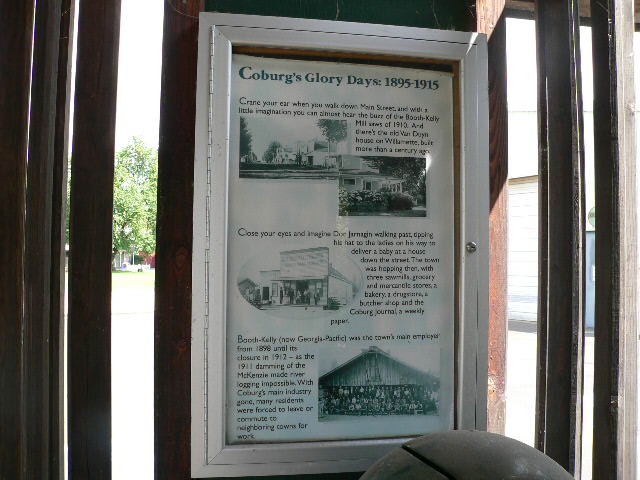 Coburg's Glory Days: 1895-1915
Crane your ear when you walk down Main Street, and with a
little imagination you can almost hear the buzz of the Booth-Kelly
Mill saws of 1910. And
there's the old Van Duyn
house on Willamette, built
more than a century ago.
Close your eyes and imagine Don Jarnagin walking past, tipping
his hat to the ladies on his way to
deliver a baby at a house
down the street. The town
was hopping then, with
three sawmills, grocery
and mercantile stores, a
bakery, a drugstore, a
butcher shop and the
Coburg Journal, a weekly
paper.
Booth-Kelly (now Georgia-Pacific) was the town's main employer
from 1898 until its
closure in 1912 – as the
1911 damming of the
McKenzie made river
logging impossible. With
Coburg's main industry
gone, many residents
were forced to leave or
commute to
neighboring towns for
work.